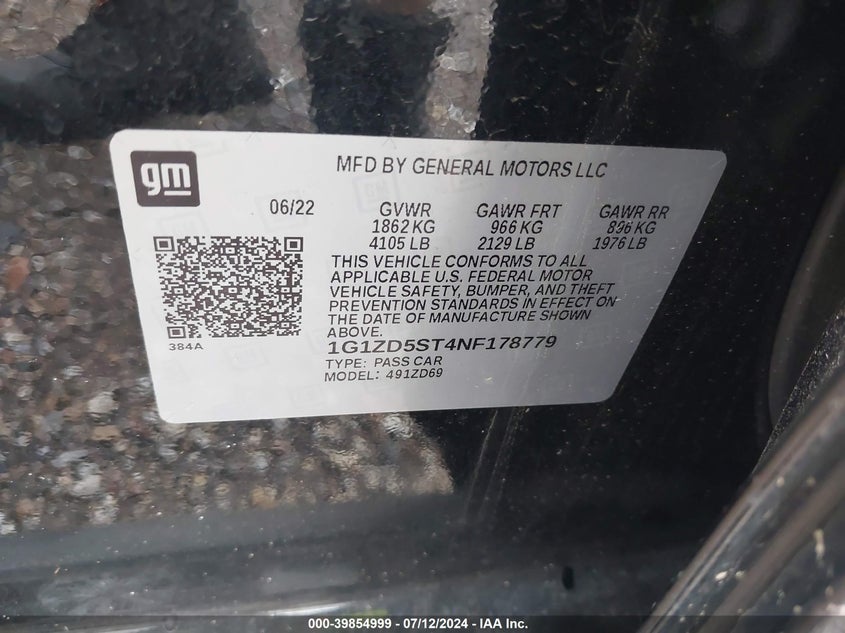 gm
MFD BY GENERAL MOTORS LLC
06/22 GVWR GAWR FRT GAWR RR
1862 KG 966 KG 896 KG
4105 LB 2129 LB 1976 LB
THIS VEHICLE CONFORMS TO ALL
APPLICABLE U.S. FEDERAL MOTOR
VEHICLE SAFETY, BUMPER, AND THEFT
PREVENTION STANDARDS IN EFFECT ON
THE DATE OF MANUFACTURE SHOWN
ABOVE.
384A
1G1ZD5ST4NF178779
TYPE: PASS CAR
MODEL: 491ZD69
000-39854999 - 07/12/2024 - IAA Inc.